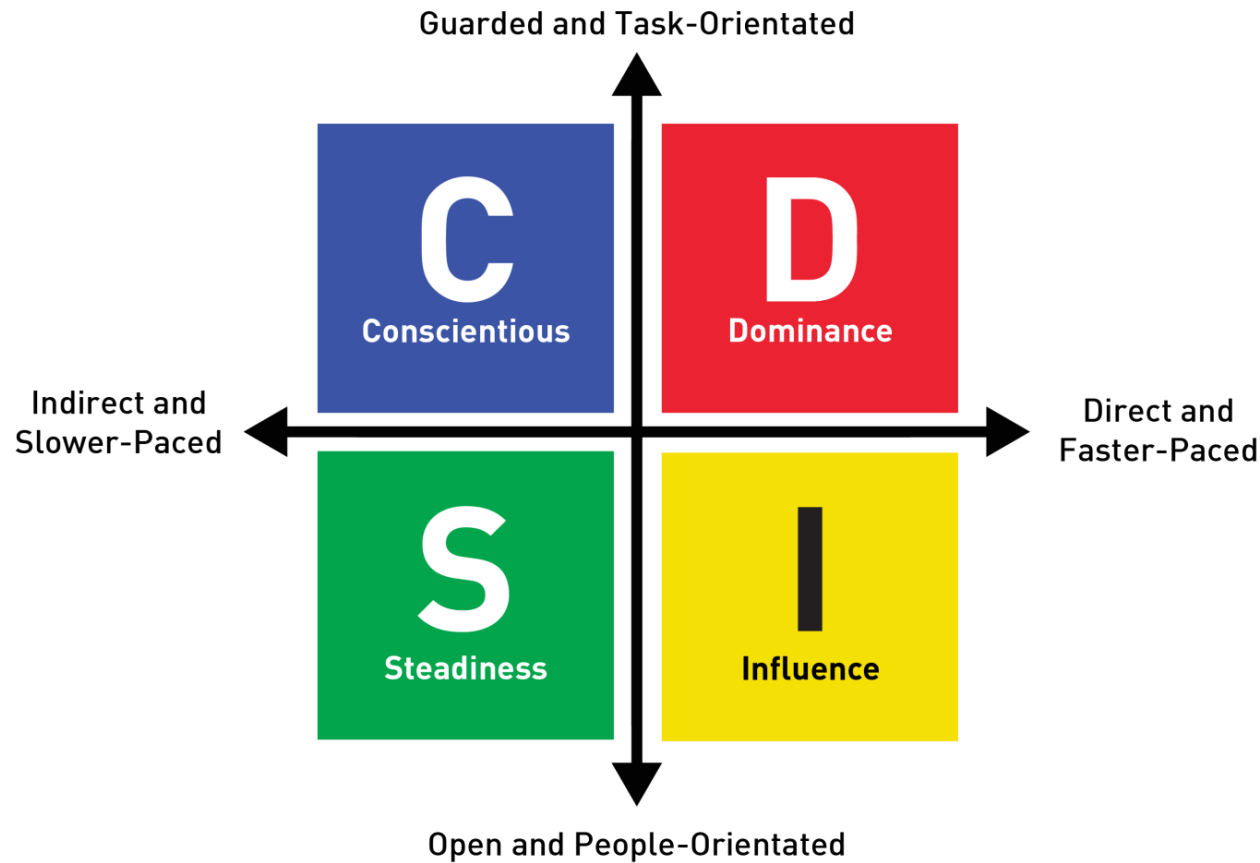 Guarded and Task-Orientated
C
Conscientious
D
Dominance
Indirect and
Slower-Paced
Direct and
Faster-Paced
S
Steadiness
I
Influence
Open and People-Orientated